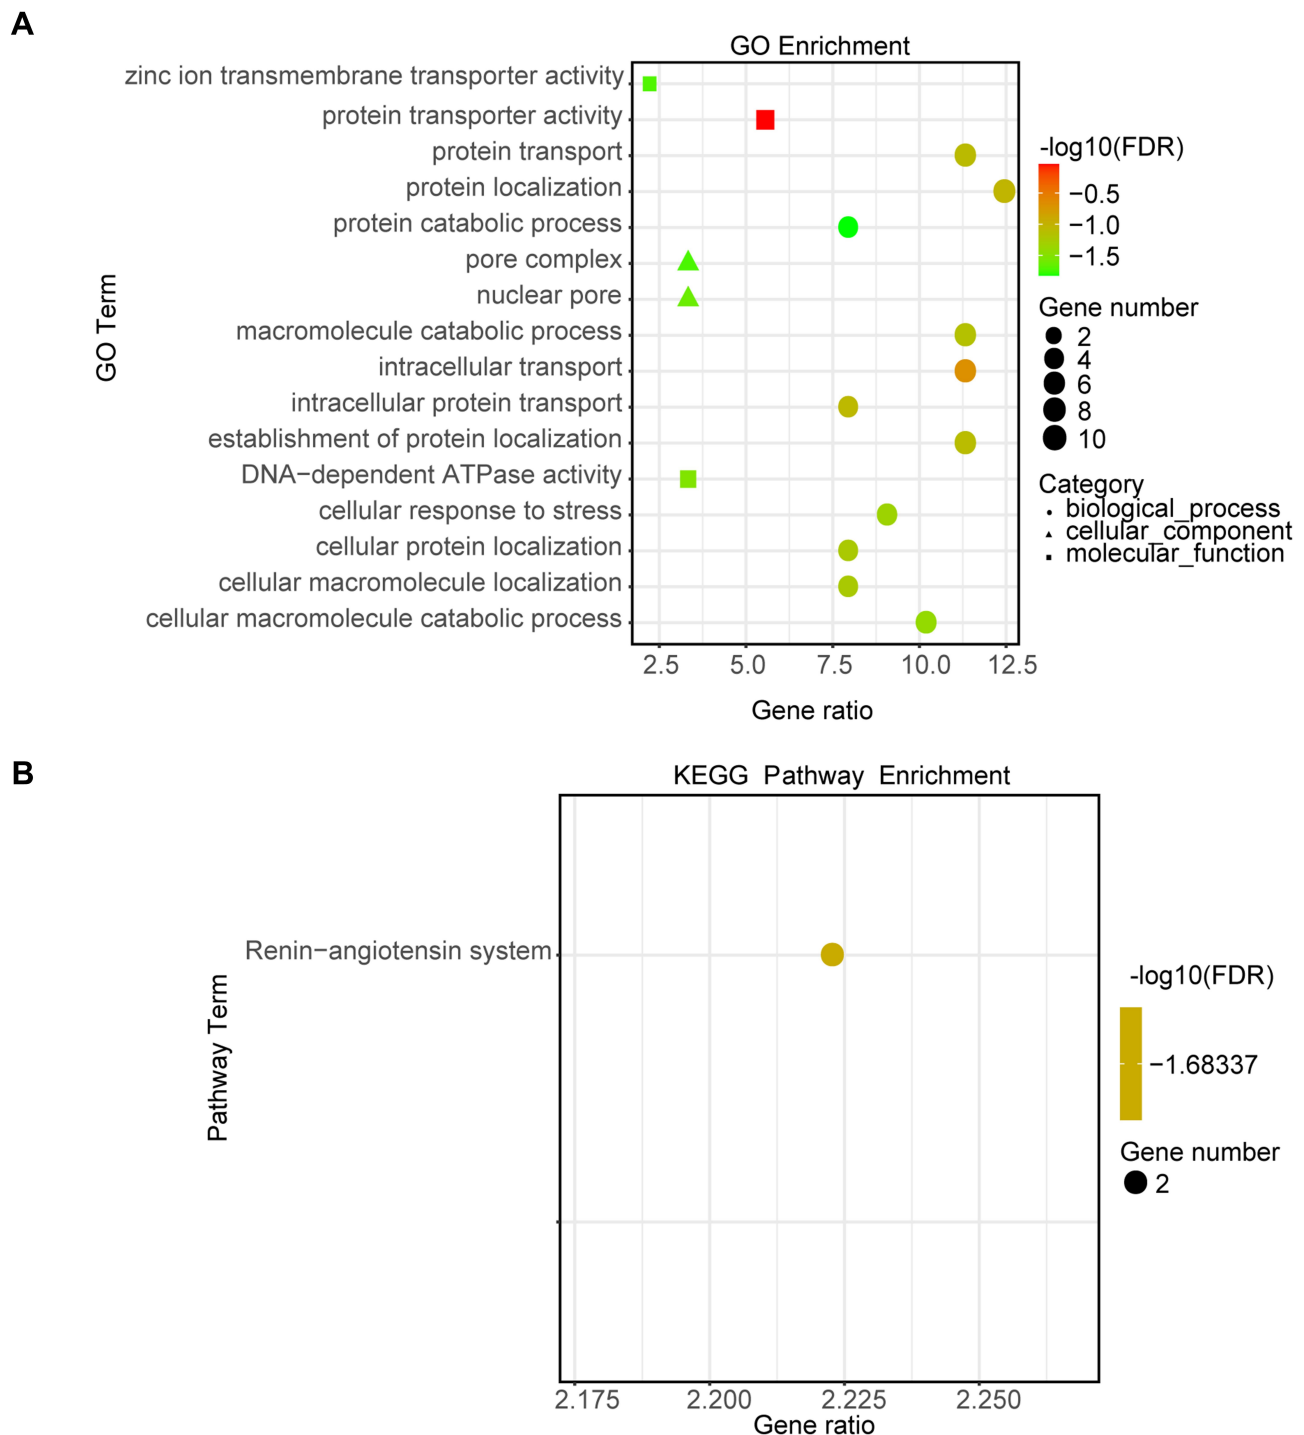 A
GO Enrichment
zinc ion transmembrane transporter activity
protein transporter activity
protein transport
protein localization
protein catabolic process
pore complex
nuclear pore
macromolecule catabolic process
intracellular transport
intracellular protein transport
establishment of protein localization
DNA−dependent ATPase activity
cellular response to stress
cellular protein localization
cellular macromolecule localization
cellular macromolecule catabolic process
GO Term
2.5 5.0 7.5 10.0 12.5
Gene ratio
-log10(FDR)
−0.5
−1.0
−1.5
Gene number
2
4
6
8
10
Category
biological_process
cellular_component
molecular_function
B
KEGG Pathway Enrichment
Renin−angiotensin system
Pathway Term
2.175 2.200 2.225 2.250
Gene ratio
-log10(FDR)
−1.68337
Gene number
2